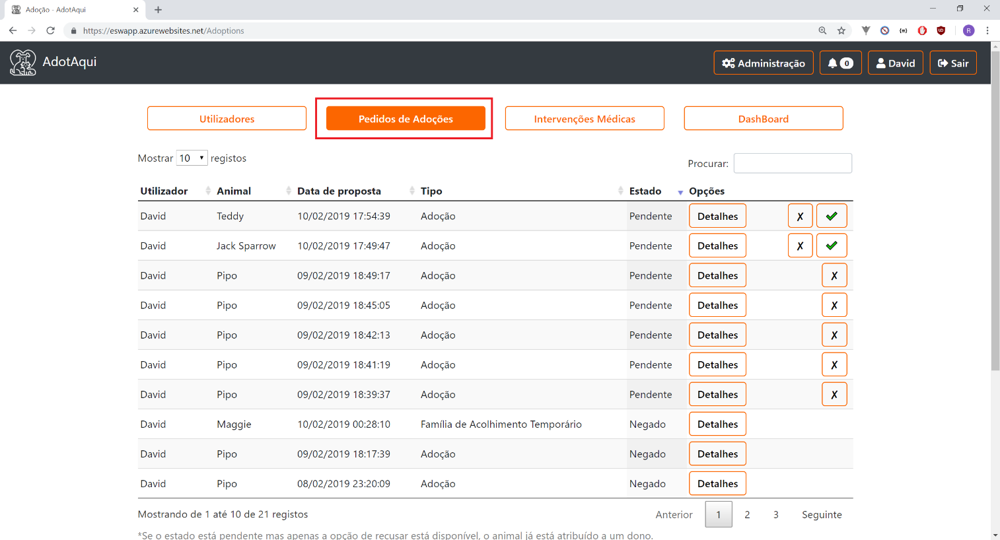 Adoção - AdotAqui
https://eswapp.azurewebsites.net/Adoptions
R
AdotAqui
Administração 0 David Sair
Utilizadores Pedidos de Adoções Intervenções Médicas DashBoard
Mostrar 10 registos
Procurar:
Utilizador Animal Data de proposta Tipo Estado Opções
David Teddy 10/02/2019 17:54:39 Adoção Pendente Detalhes ✗ ✔
David Jack Sparrow 10/02/2019 17:49:47 Adoção Pendente Detalhes ✗ ✔
David Pipo 09/02/2019 18:49:17 Adoção Pendente Detalhes ✗
David Pipo 09/02/2019 18:45:05 Adoção Pendente Detalhes ✗
David Pipo 09/02/2019 18:42:13 Adoção Pendente Detalhes ✗
David Pipo 09/02/2019 18:41:19 Adoção Pendente Detalhes ✗
David Pipo 09/02/2019 18:39:37 Adoção Pendente Detalhes ✗
David Maggie 10/02/2019 00:28:10 Família de Acolhimento Temporário Negado Detalhes
David Pipo 09/02/2019 18:17:39 Adoção Negado Detalhes
David Pipo 08/02/2019 23:20:09 Adoção Negado Detalhes
Mostrando de 1 até 10 de 21 registos
Anterior 1 2 3 Seguinte
*Se o estado está pendente mas apenas a opção de recusar está disponível, o animal já está atribuído a um dono.